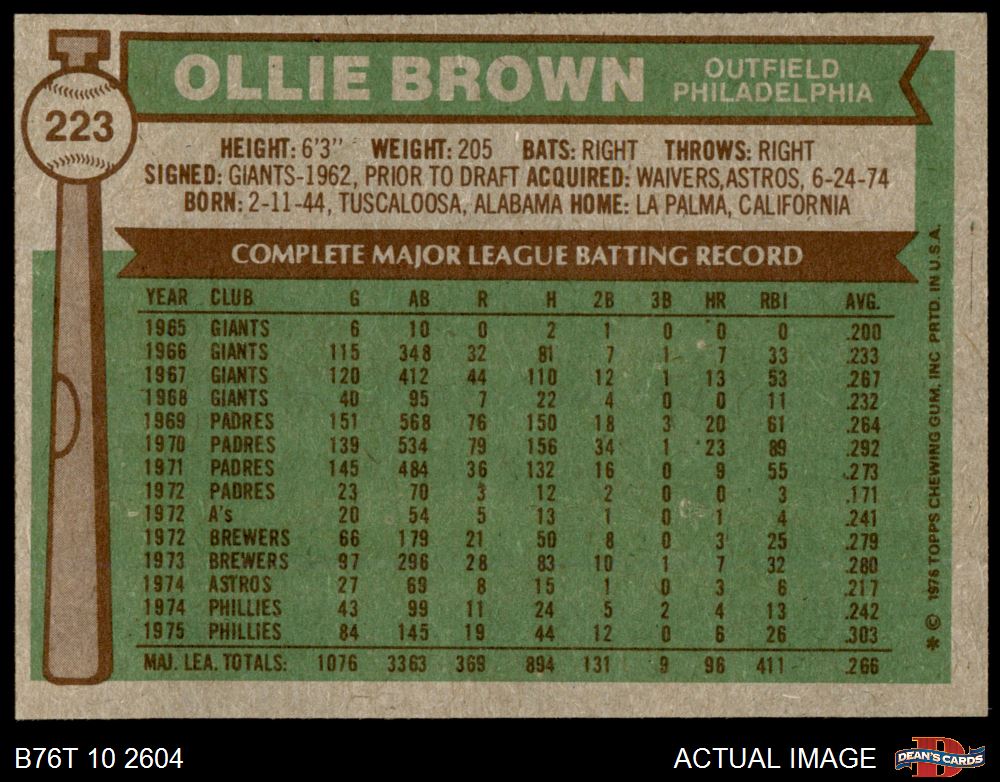 T
223
OLLIE BROWN
OUTFIELD
PHILADELPHIA
HEIGHT: 6'3" WEIGHT: 205 BATS: RIGHT THROWS: RIGHT
SIGNED: GIANTS-1962, PRIOR TO DRAFT ACQUIRED: WAIVERS,ASTROS, 6-24-74
BORN: 2-11-44, TUSCALOOSA, ALABAMA HOME: LA PALMA, CALIFORNIA
COMPLETE MAJOR LEAGUE BATTING RECORD
YEAR CLUB G AB R H 2B 3B HR RBI AVG.
1965 GIANTS 6 10 0 2 1 0 0 0 .200
1966 GIANTS 115 348 32 81 7 1 7 33 .233
1967 GIANTS 120 412 44 110 12 1 13 53 .267
1968 GIANTS 40 95 7 22 4 0 0 11 .232
1969 PADRES 151 568 76 150 18 3 20 61 .264
1970 PADRES 139 534 79 156 34 1 23 89 .292
1971 PADRES 145 484 36 132 16 0 9 55 .273
1972 PADRES 23 70 3 12 2 0 0 3 .171
1972 A's 20 54 5 13 1 0 1 4 .241
1972 BREWERS 66 179 21 50 8 0 3 25 .279
1973 BREWERS 97 296 28 83 10 1 7 32 .280
1974 ASTROS 27 69 8 15 1 0 3 6 .217
1974 PHILLIES 43 99 11 24 5 2 4 13 .242
1975 PHILLIES 84 145 19 44 12 0 6 26 .303
MAJ. LEA. TOTALS: 1076 3363 369 894 131 9 96 411 .266
* © 1976 TOPPS CHEWING GUM, INC PRTD. IN U.S.A.
B76T 10 2604
ACTUAL IMAGE
D
DEAN'S CARDS